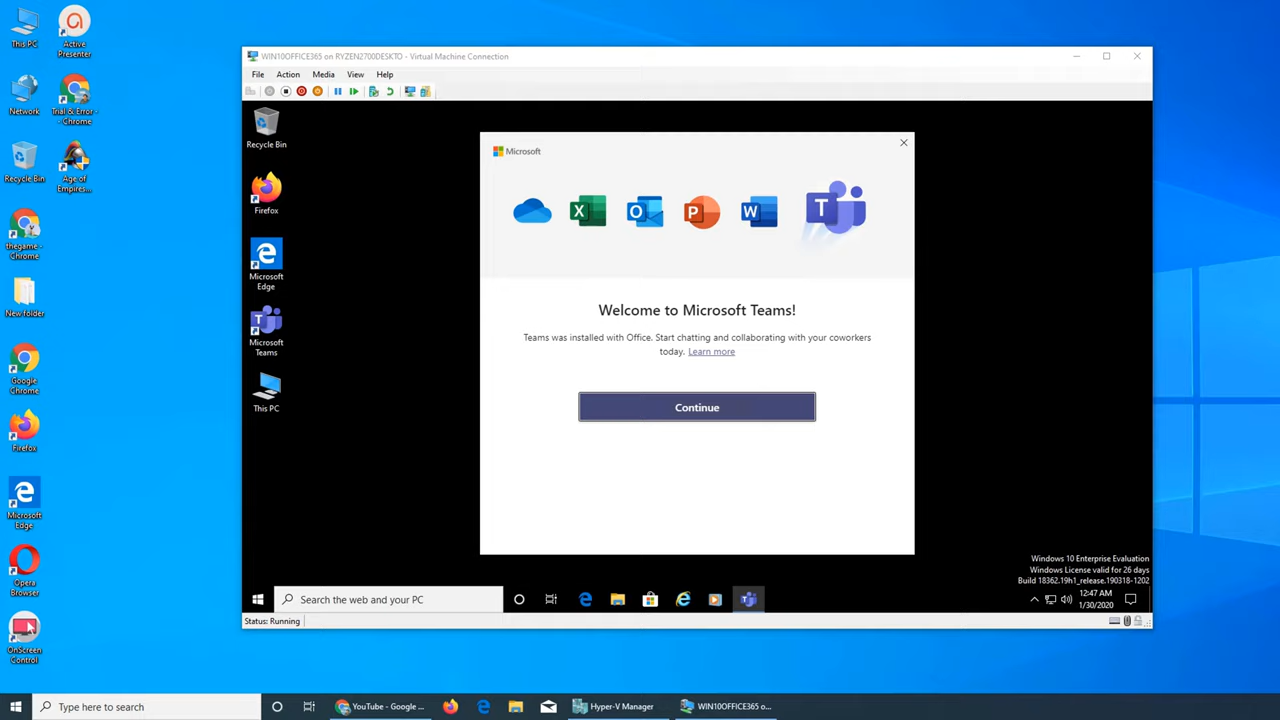 This PC
Active
Presenter
Network
Trial & Error -
- Chrome
Recycle Bin
Age of
Empires...
thegame -
Chrome
New folder
Google
Chrome
Firefox
Microsoft
Edge
Opera
Browser
OnScreen
Control
WIN10OFFICE365 on RYZEN2700DESKTO - Virtual Machine Connection
File Action Media View Help
Recycle Bin
Firefox
Microsoft
Edge
Microsoft
Teams
This PC
Microsoft
Welcome to Microsoft Teams!
Teams was installed with Office. Start chatting and collaborating with your coworkers
today. Learn more
Continue
Windows 10 Enterprise Evaluation
Windows License valid for 26 days
Build 18362.19h1_release.190318-1202
Search the web and your PC
12:47 AM
1/30/2020
Status: Running
Type here to search
YouTube - Google ...
Hyper-V Manager
WIN10OFFICE365 o...